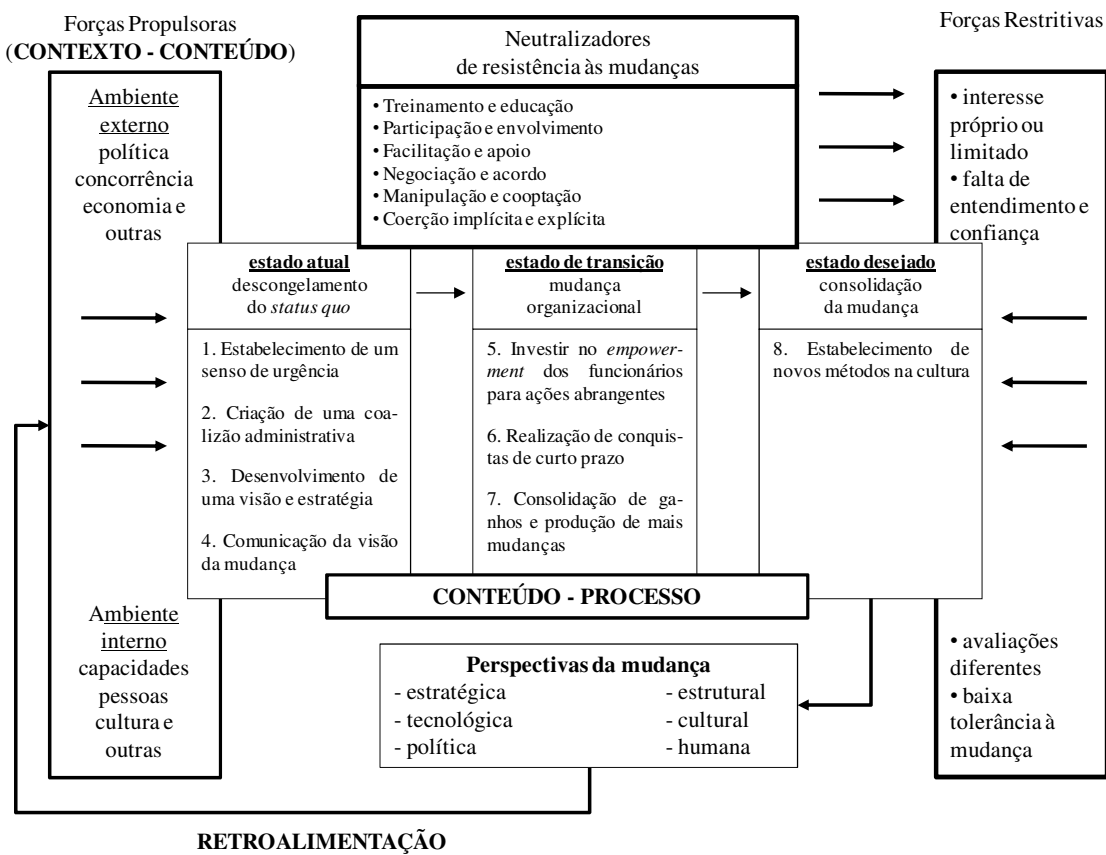 Forças Propulsoras
(CONTEXTO - CONTEÚDO)
Ambiente
externo
política
concorrência
economia e
outras
Ambiente
interno
capacidades
pessoas
cultura e
outras
Neutralizadores
de resistência às mudanças
• Treinamento e educação
• Participação e envolvimento
• Facilitação e apoio
• Negociação e acordo
• Manipulação e cooptação
• Coerção implícita e explícita
Forças Restritivas
• interesse
próprio ou
limitado
• falta de
entendimento e
confiança
• avaliações
diferentes
• baixa
tolerância à
mudança
estado atual
descongelamento
do status quo
1. Estabelecimento de um
senso de urgência
2. Criação de uma coa-
lizão administrativa
3. Desenvolvimento de
uma visão e estratégia
4. Comunicação da visão
da mudança
estado de transição
mudança
organizacional
5. Investir no empower-
ment dos funcionários
para ações abrangentes
6. Realização de conquis-
tas de curto prazo
7. Consolidação de ga-
nhos e produção de mais
mudanças
estado desejado
consolidação
da mudança
8. Estabelecimento de
novos métodos na cultura
CONTEÚDO - PROCESSO
Perspectivas da mudança
- estratégica
- tecnológica
- política
- estrutural
- cultural
- humana
RETROALIMENTAÇÃO